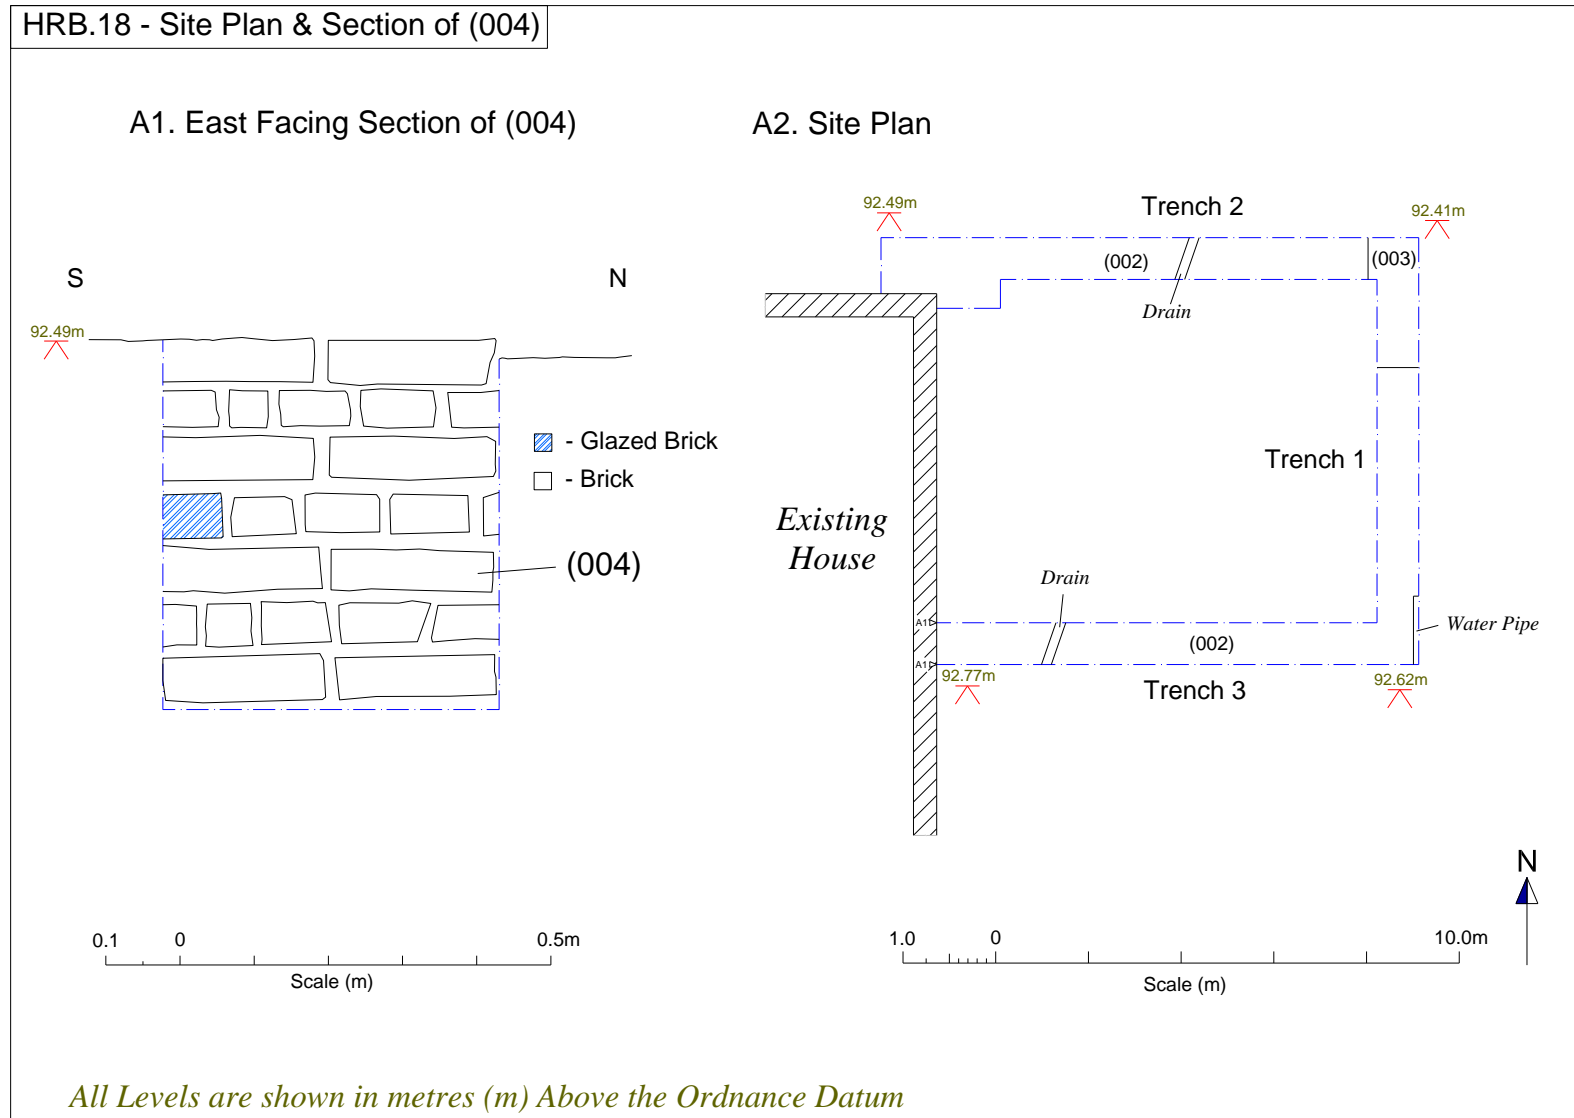 HRB.18 - Site Plan & Section of (004)
A1. East Facing Section of (004)
S
N
92.49m
- Glazed Brick
- Brick
(004)
0.1
0
0.5m
Scale (m)
A2. Site Plan
92.49m
Trench 2
92.41m
(002)
(003)
Drain
Trench 1
Existing
House
Drain
A1
Water Pipe
(002)
A1
92.77m
Trench 3
92.62m
N
1.0
0
10.0m
Scale (m)
All Levels are shown in metres (m) Above the Ordnance Datum